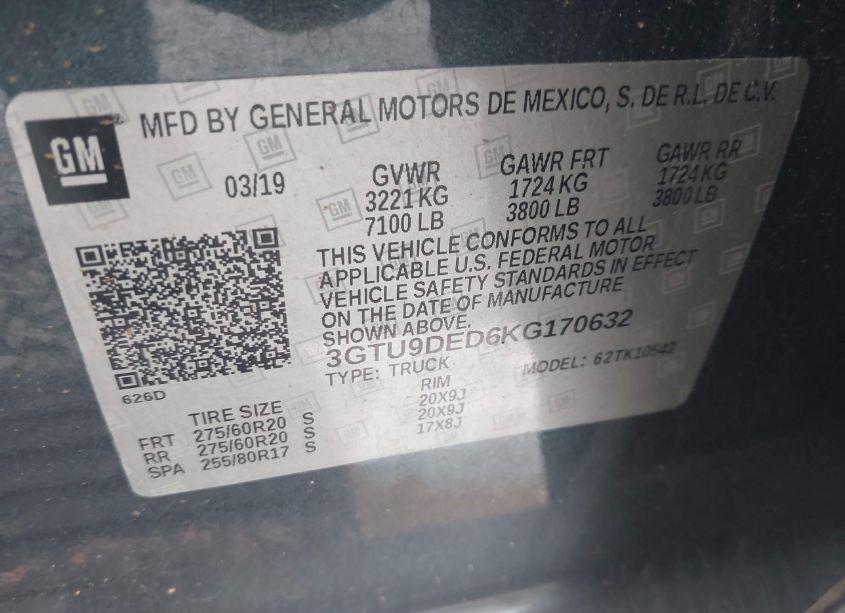 MFD BY GENERAL MOTORS DE MEXICO, S. DE R.L. DE C.V.
GM
03/19
GVWR GAWR FRT GAWR RR
3221 KG 1724 KG 1724 KG
7100 LB 3800 LB 3800 LB
THIS VEHICLE CONFORMS TO ALL
APPLICABLE U.S. FEDERAL MOTOR
VEHICLE SAFETY STANDARDS IN EFFECT
ON THE DATE OF MANUFACTURE
SHOWN ABOVE.
3GTU9DED6KG170632
TYPE: TRUCK MODEL: 62TK10543
626D
TIRE SIZE RIM
FRT 275/60R20 S 20X9J
RR 275/60R20 S 20X9J
SPA 255/80R17 S 17X8J